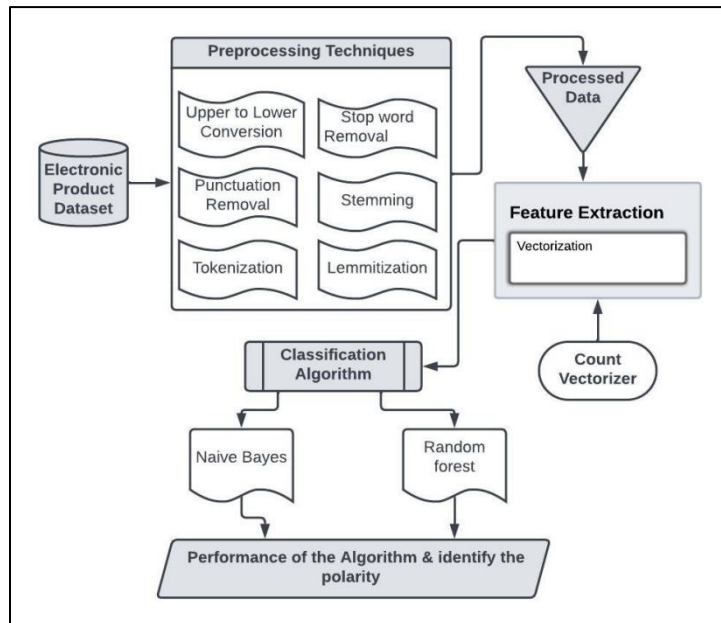 Preprocessing Techniques
Upper to Lower
Conversion
Stop word
Removal
Punctuation
Removal
Stemming
Tokenization
Lemmitization
Electronic
Product
Dataset
Processed
Data
Feature Extraction
Vectorization
Count
Vectorizer
Classification
Algorithm
Naive Bayes
Random
forest
Performance of the Algorithm & identify the
polarity